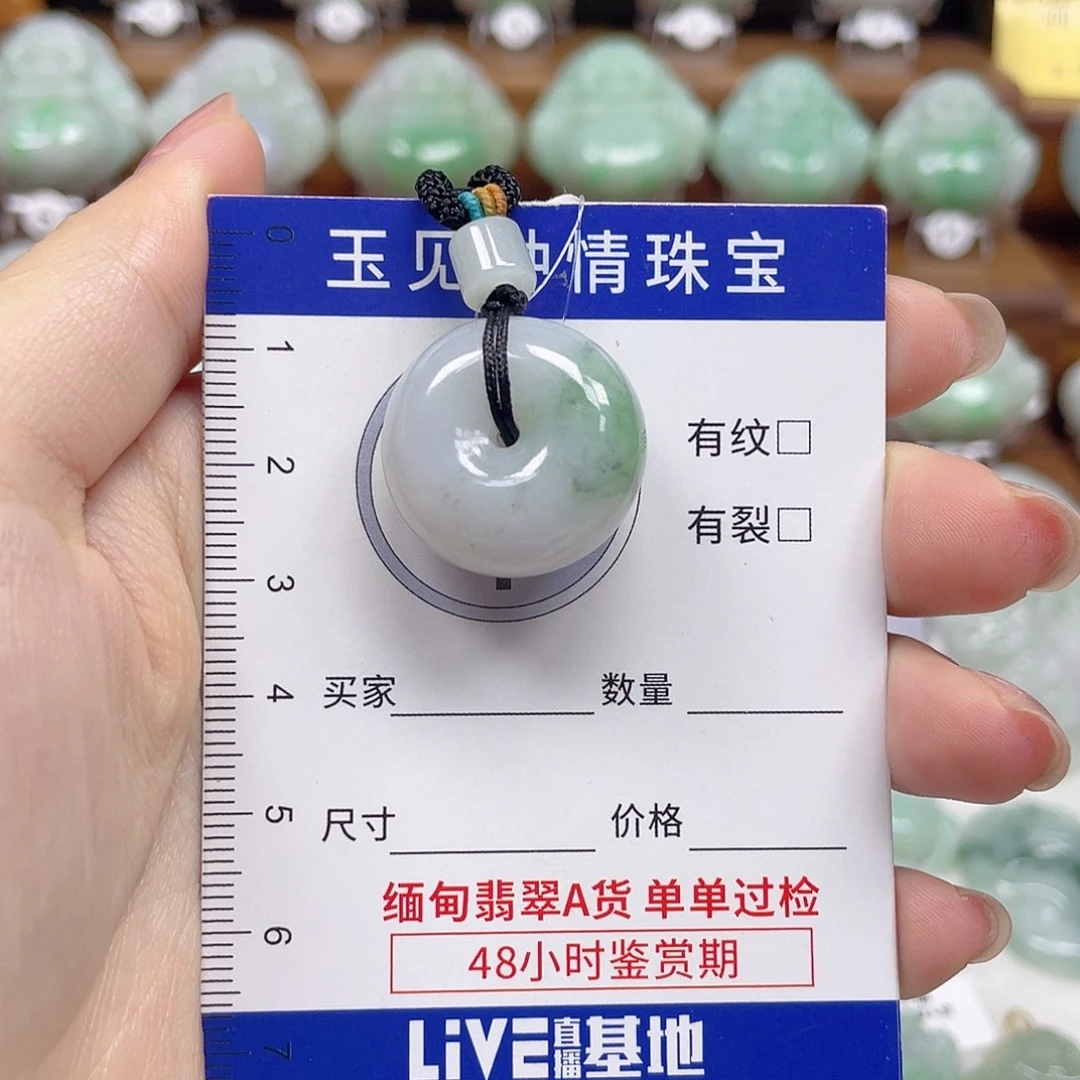 玉见钟情珠宝
0
1
2
3
4
5
6
7
有纹□
有裂□
买家 数量
尺寸 价格
缅甸翡翠A货 单单过检
48小时鉴赏期
LiVE直播基地